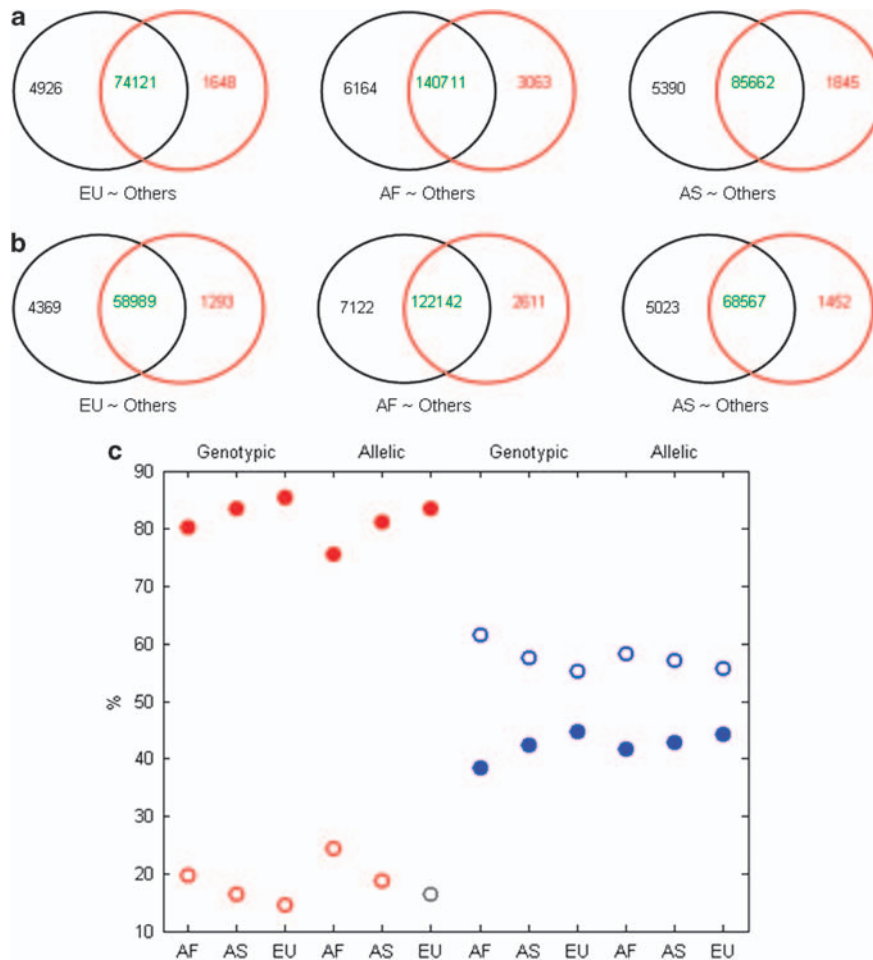 a
4926 74121 1648 6164 140711 3063 5390 85662 1845
EU ~ Others AF ~ Others AS ~ Others
b
4369 58989 1293 7122 122142 2611 5023 68567 1452
EU ~ Others AF ~ Others AS ~ Others
c
Genotypic Allelic Genotypic Allelic
90
80
70
60
50
%
40
30
20
10
AF AS EU AF AS EU AF AS EU AF AS EU